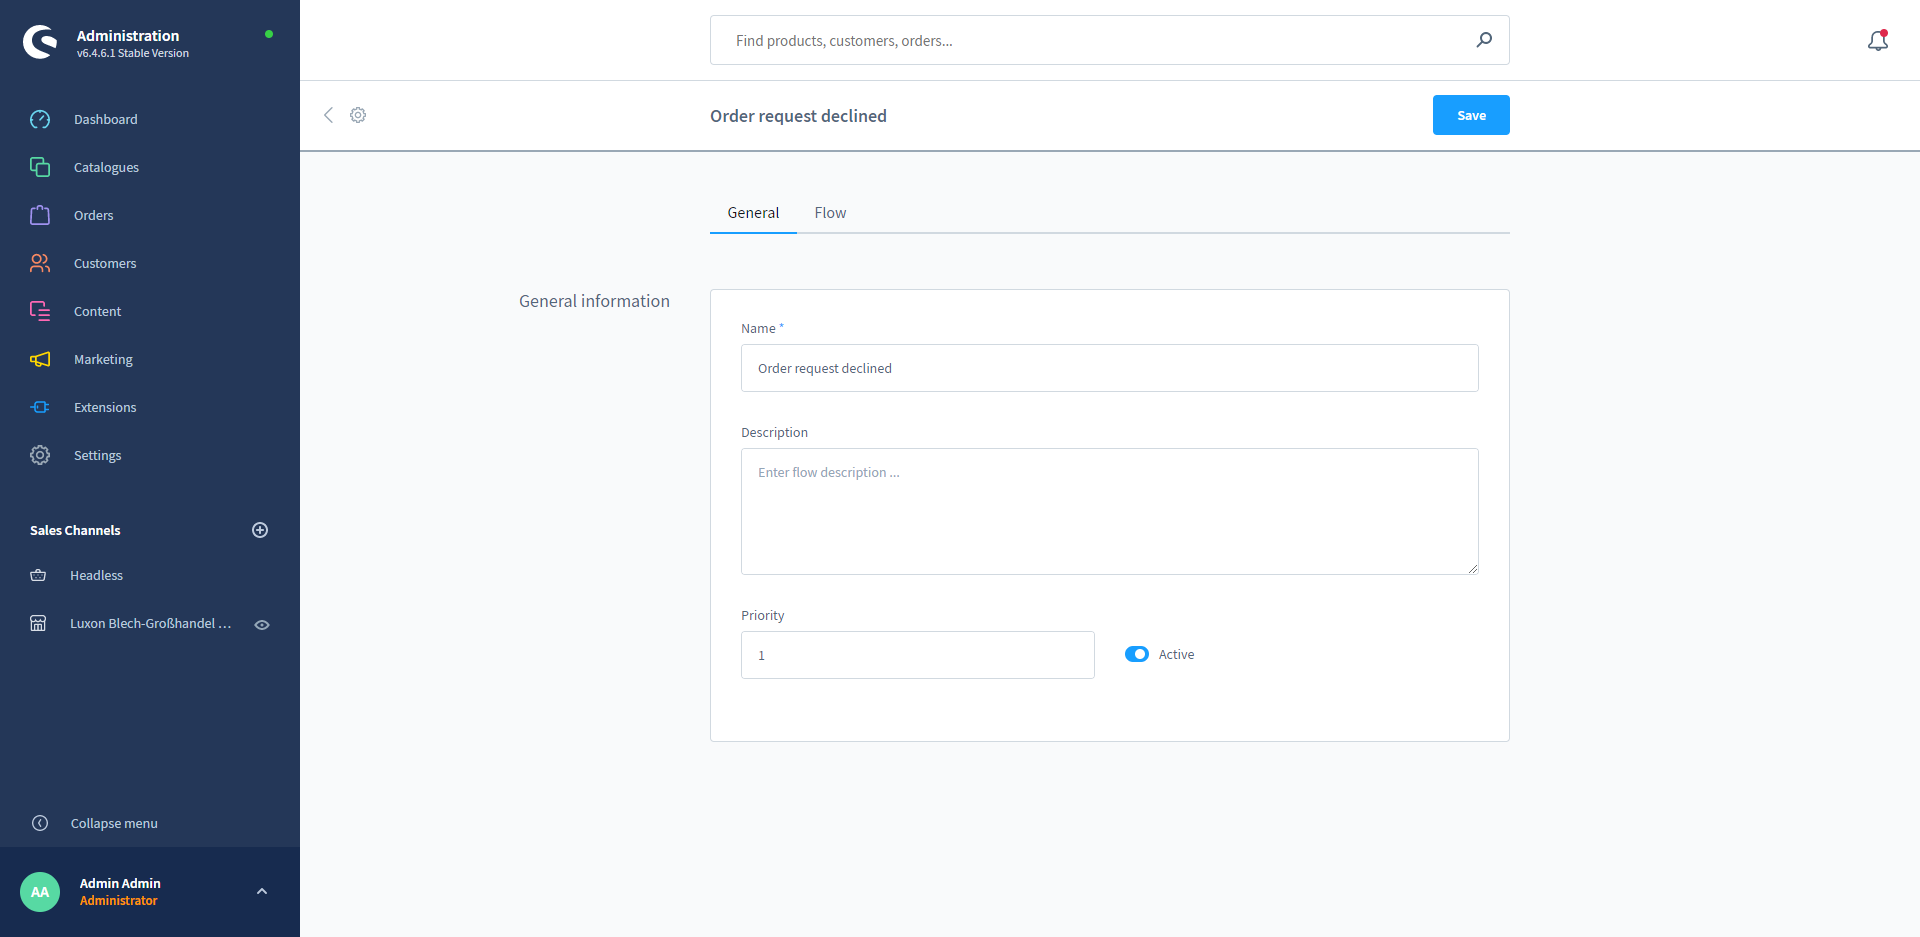 Administration
v6.4.6.1 Stable Version
Dashboard
Catalogues
Orders
Customers
Content
Marketing
Extensions
Settings
Sales Channels
Headless
Luxon Blech-Großhandel ...
Collapse menu
AA
Admin Admin
Administrator
Find products, customers, orders...
Order request declined
Save
General
Flow
General information
Name *
Order request declined
Description
Enter flow description ...
Priority
1
Active